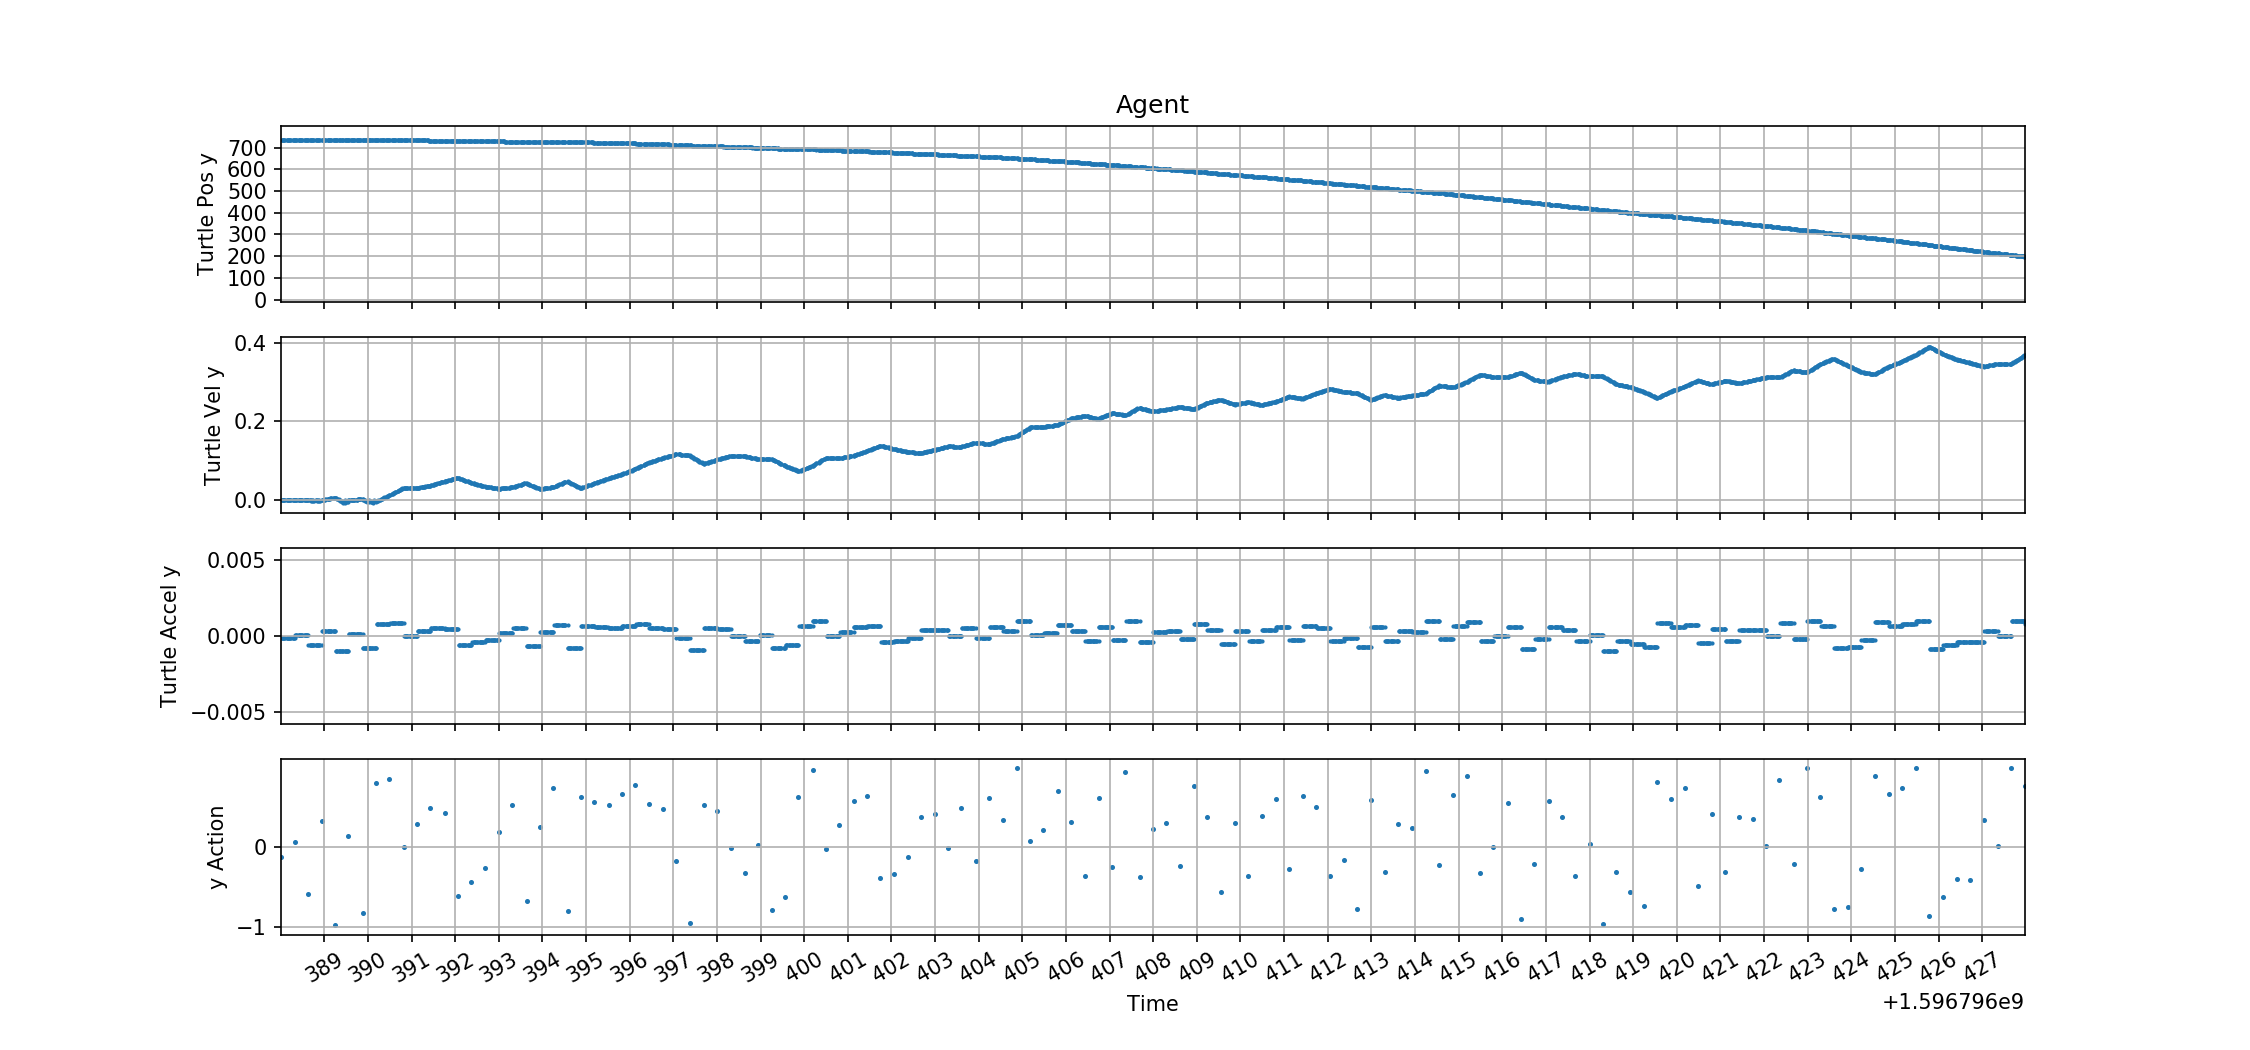 Agent
Turtle Pos y
700
600
500
400
300
200
100
0
Turtle Vel y
0.4
0.2
0.0
Turtle Accel y
0.005
0.000
−0.005
y Action
0
−1
389 390 391 392 393 394 395 396 397 398 399 400 401 402 403 404 405 406 407 408 409 410 411 412 413 414 415 416 417 418 419 420 421 422 423 424 425 426 427
Time
+1.596796e9